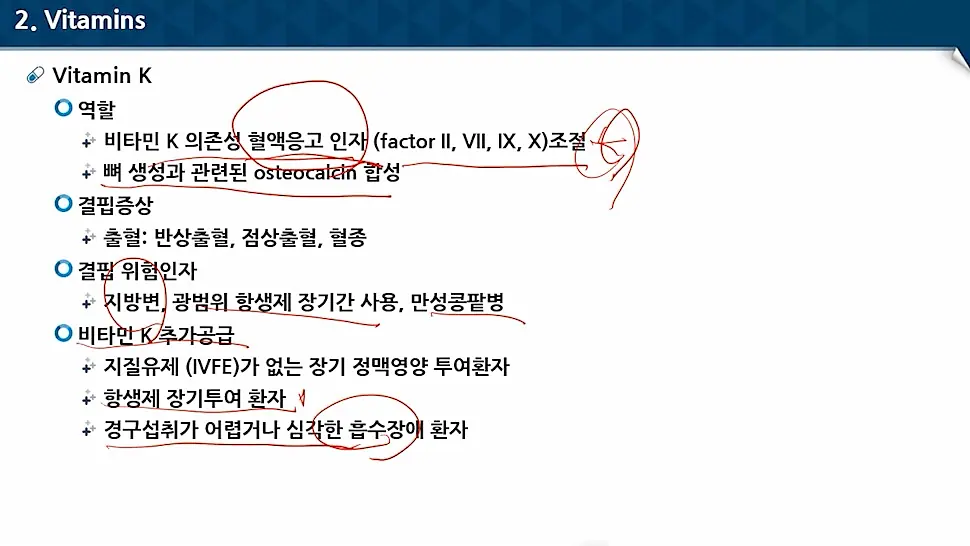 2. Vitamins
Vitamin K
역할
비타민 K 의존성 혈액응고 인자 (factor II, VII, IX, X)조절
뼈 생성과 관련된 osteocalcin 합성
결핍증상
출혈: 반상출혈, 점상출혈, 혈종
결핍 위험인자
지방변, 광범위 항생제 장기간 사용, 만성콩팥병
비타민 K 추가공급
지질유제 (IVFE)가 없는 장기 정맥영양 투여환자
항생제 장기투여 환자
경구섭취가 어렵거나 심각한 흡수장애 환자